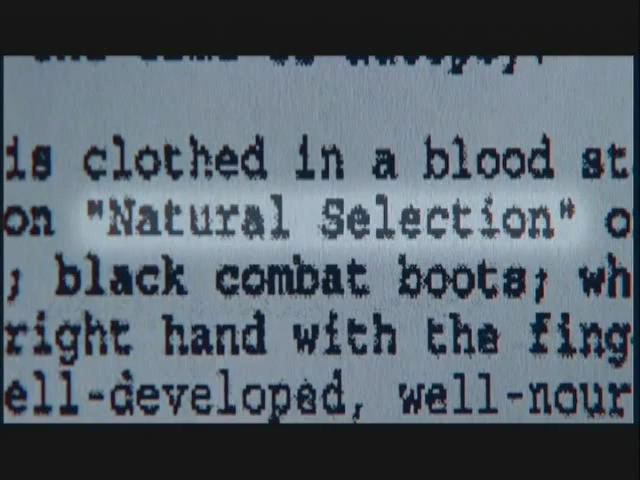 is clothed in a blood st
on "Natural Selection" o
; black combat boots; wh
right hand with the fing
ell-developed, well-nour